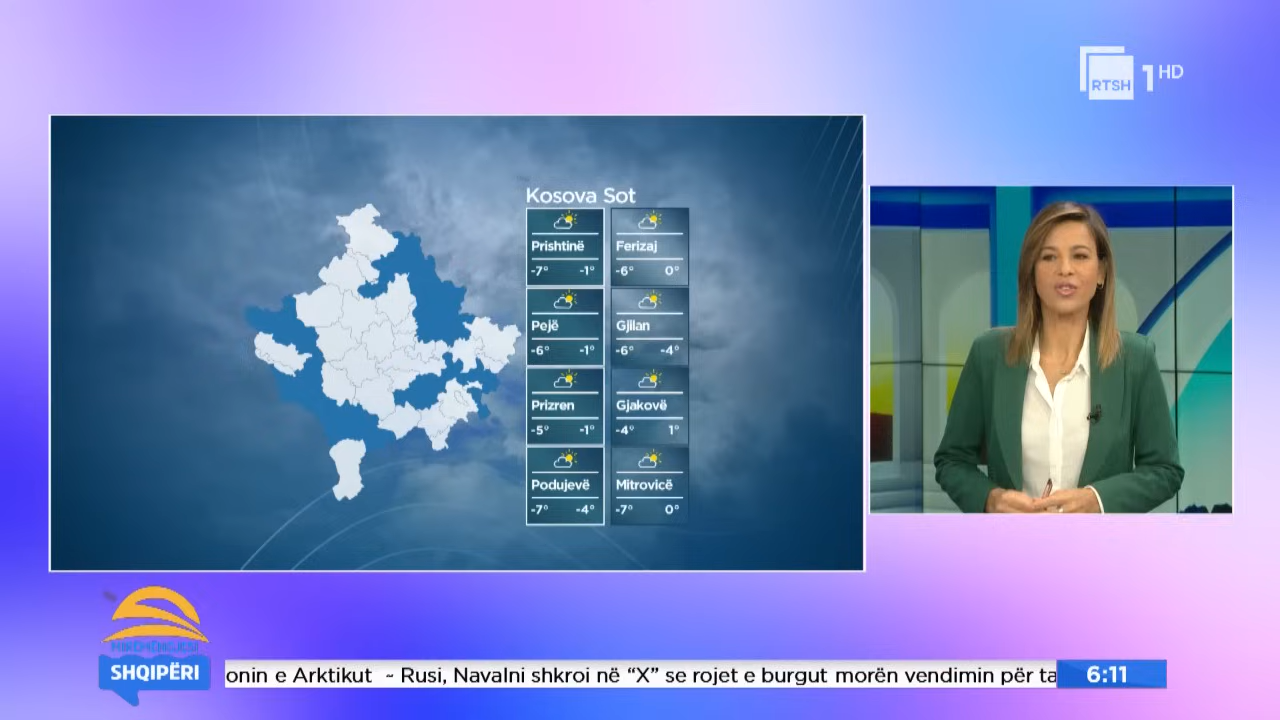 RTSH 1 HD
Kosova Sot
Prishtinë
-7° -1°
Ferizaj
-6° 0°
Pejë
-6° -1°
Gjilan
-6° -4°
Prizren
-5° -1°
Gjakovë
-4° 1°
Podujevë
-7° -4°
Mitrovicë
-7° 0°
MIRËMËNGJESI
SHQIPËRI
onin e Arktikut ~ Rusi, Navalni shkroi në “X” se rojet e burgut morën vendimin për ta
6:11